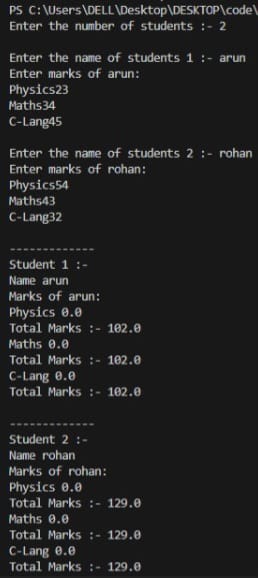 PS C:\Users\DELL\Desktop\DESKTOP\code\
Enter the number of students :- 2
Enter the name of students 1 :- arun
Enter marks of arun:
Physics23
Maths34
C-Lang45
Enter the name of students 2 :- rohan
Enter marks of rohan:
Physics54
Maths43
C-Lang32
-------------
Student 1 :-
Name arun
Marks of arun:
Physics 0.0
Total Marks :- 102.0
Maths 0.0
Total Marks :- 102.0
C-Lang 0.0
Total Marks :- 102.0
-------------
Student 2 :-
Name rohan
Marks of rohan:
Physics 0.0
Total Marks :- 129.0
Maths 0.0
Total Marks :- 129.0
C-Lang 0.0
Total Marks :- 129.0